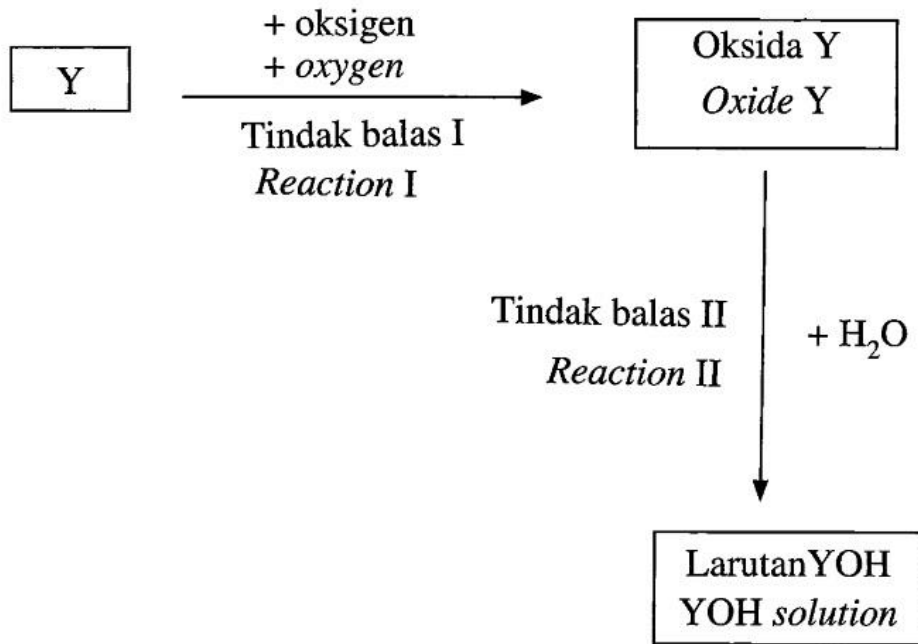 Y
+ oksigen
+ oxygen
Tindak balas I
Reaction I
Oksida Y
Oxide Y
Tindak balas II
Reaction II
+ H₂O
LarutanYOH
YOH solution